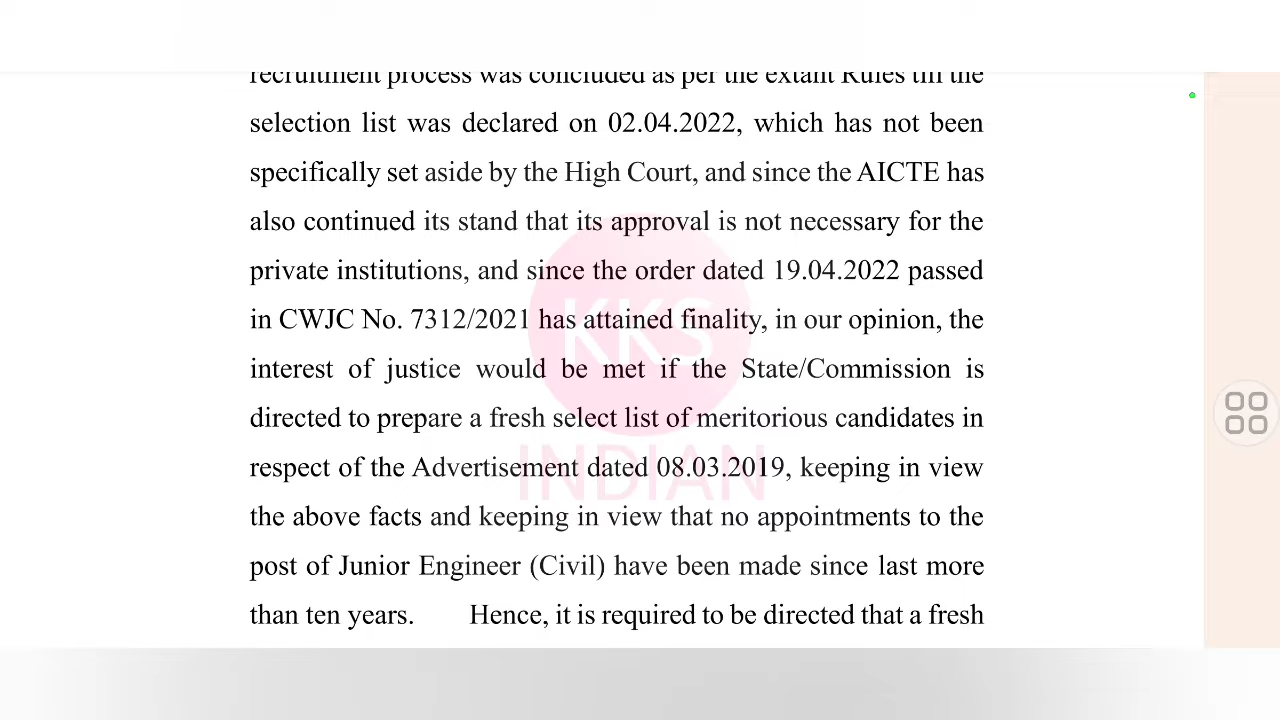 recruitment process was concluded as per the extant Rules till the
selection list was declared on 02.04.2022, which has not been
specifically set aside by the High Court, and since the AICTE has
also continued its stand that its approval is not necessary for the
private institutions, and since the order dated 19.04.2022 passed
in CWJC No. 7312/2021 has attained finality, in our opinion, the
interest of justice would be met if the State/Commission is
directed to prepare a fresh select list of meritorious candidates in
respect of the Advertisement dated 08.03.2019, keeping in view
the above facts and keeping in view that no appointments to the
post of Junior Engineer (Civil) have been made since last more
than ten years. Hence, it is required to be directed that a fresh
KKS
INDIAN